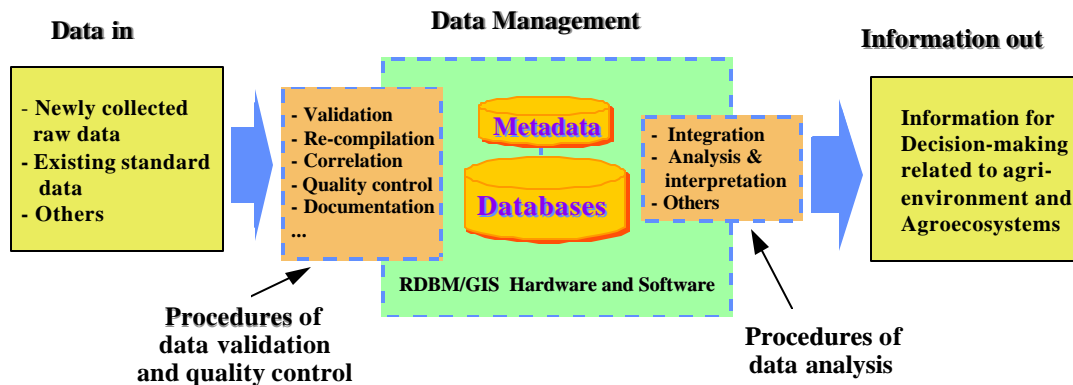 Data in
- Newly collected
raw data
- Existing standard
data
- Others
Data Management
- Validation
- Re-compilation
- Correlation
- Quality control
- Documentation
...
Metadata
Databases
- Integration
- Analysis &
interpretation
- Others
RDBM/GIS Hardware and Software
Information out
Information for
Decision-making
related to agri-
environment and
Agroecosystems
Procedures of
data validation
and quality control
Procedures of
data analysis